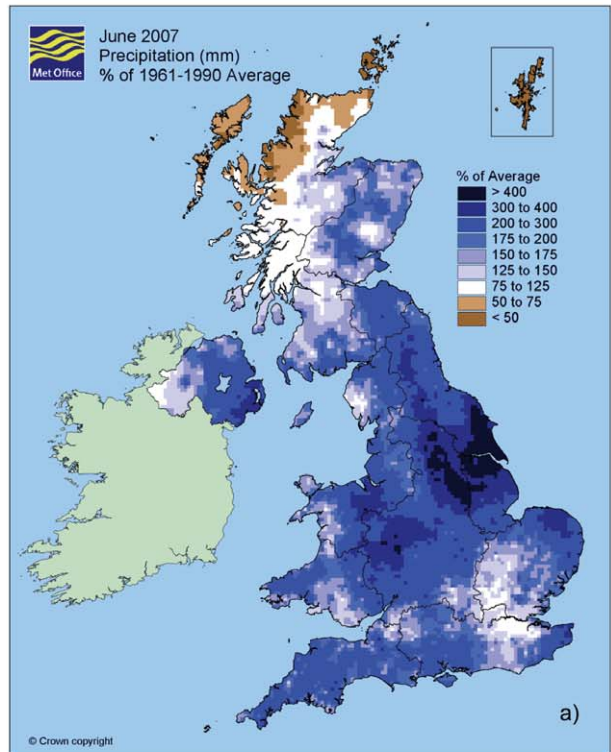 June 2007
Precipitation (mm)
% of 1961-1990 Average
Met Office
% of Average
> 400
300 to 400
200 to 300
175 to 200
150 to 175
125 to 150
75 to 125
50 to 75
< 50
a)
© Crown copyright